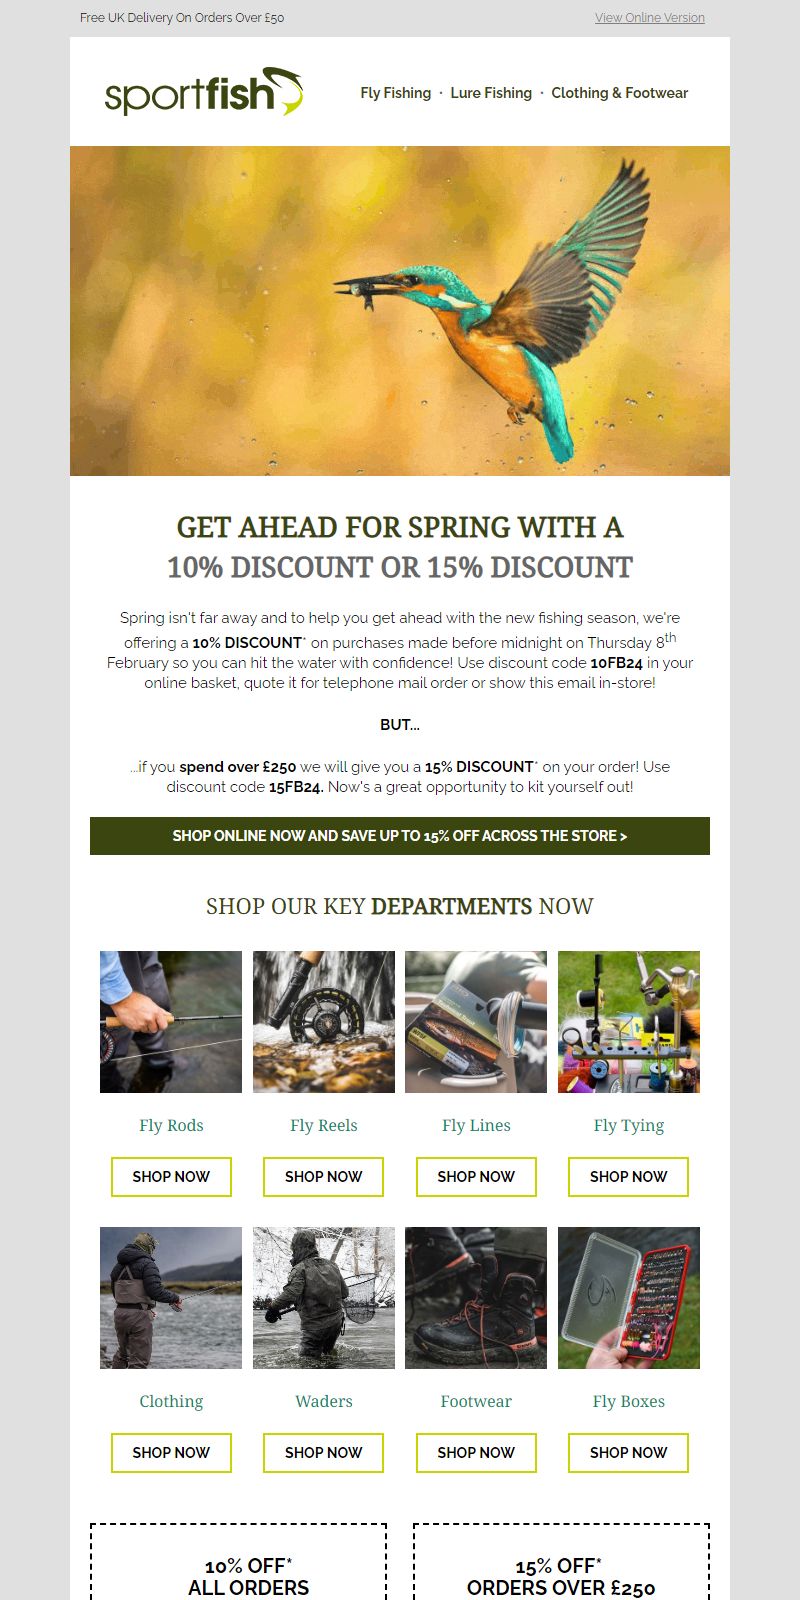 Free UK Delivery On Orders Over £50
View Online Version
sportfish
Fly Fishing · Lure Fishing · Clothing & Footwear
GET AHEAD FOR SPRING WITH A
10% DISCOUNT OR 15% DISCOUNT
Spring isn't far away and to help you get ahead with the new fishing season, we're
offering a 10% DISCOUNT* on purchases made before midnight on Thursday 8th
February so you can hit the water with confidence! Use discount code 10FB24 in your
online basket, quote it for telephone mail order or show this email in-store!
BUT...
...if you spend over £250 we will give you a 15% DISCOUNT* on your order! Use
discount code 15FB24. Now's a great opportunity to kit yourself out!
SHOP ONLINE NOW AND SAVE UP TO 15% OFF ACROSS THE STORE >
SHOP OUR KEY DEPARTMENTS NOW
Fly Rods
Fly Reels
Fly Lines
Fly Tying
SHOP NOW
SHOP NOW
SHOP NOW
SHOP NOW
Clothing
Waders
Footwear
Fly Boxes
SHOP NOW
SHOP NOW
SHOP NOW
SHOP NOW
10% OFF*
ALL ORDERS
15% OFF*
ORDERS OVER £250